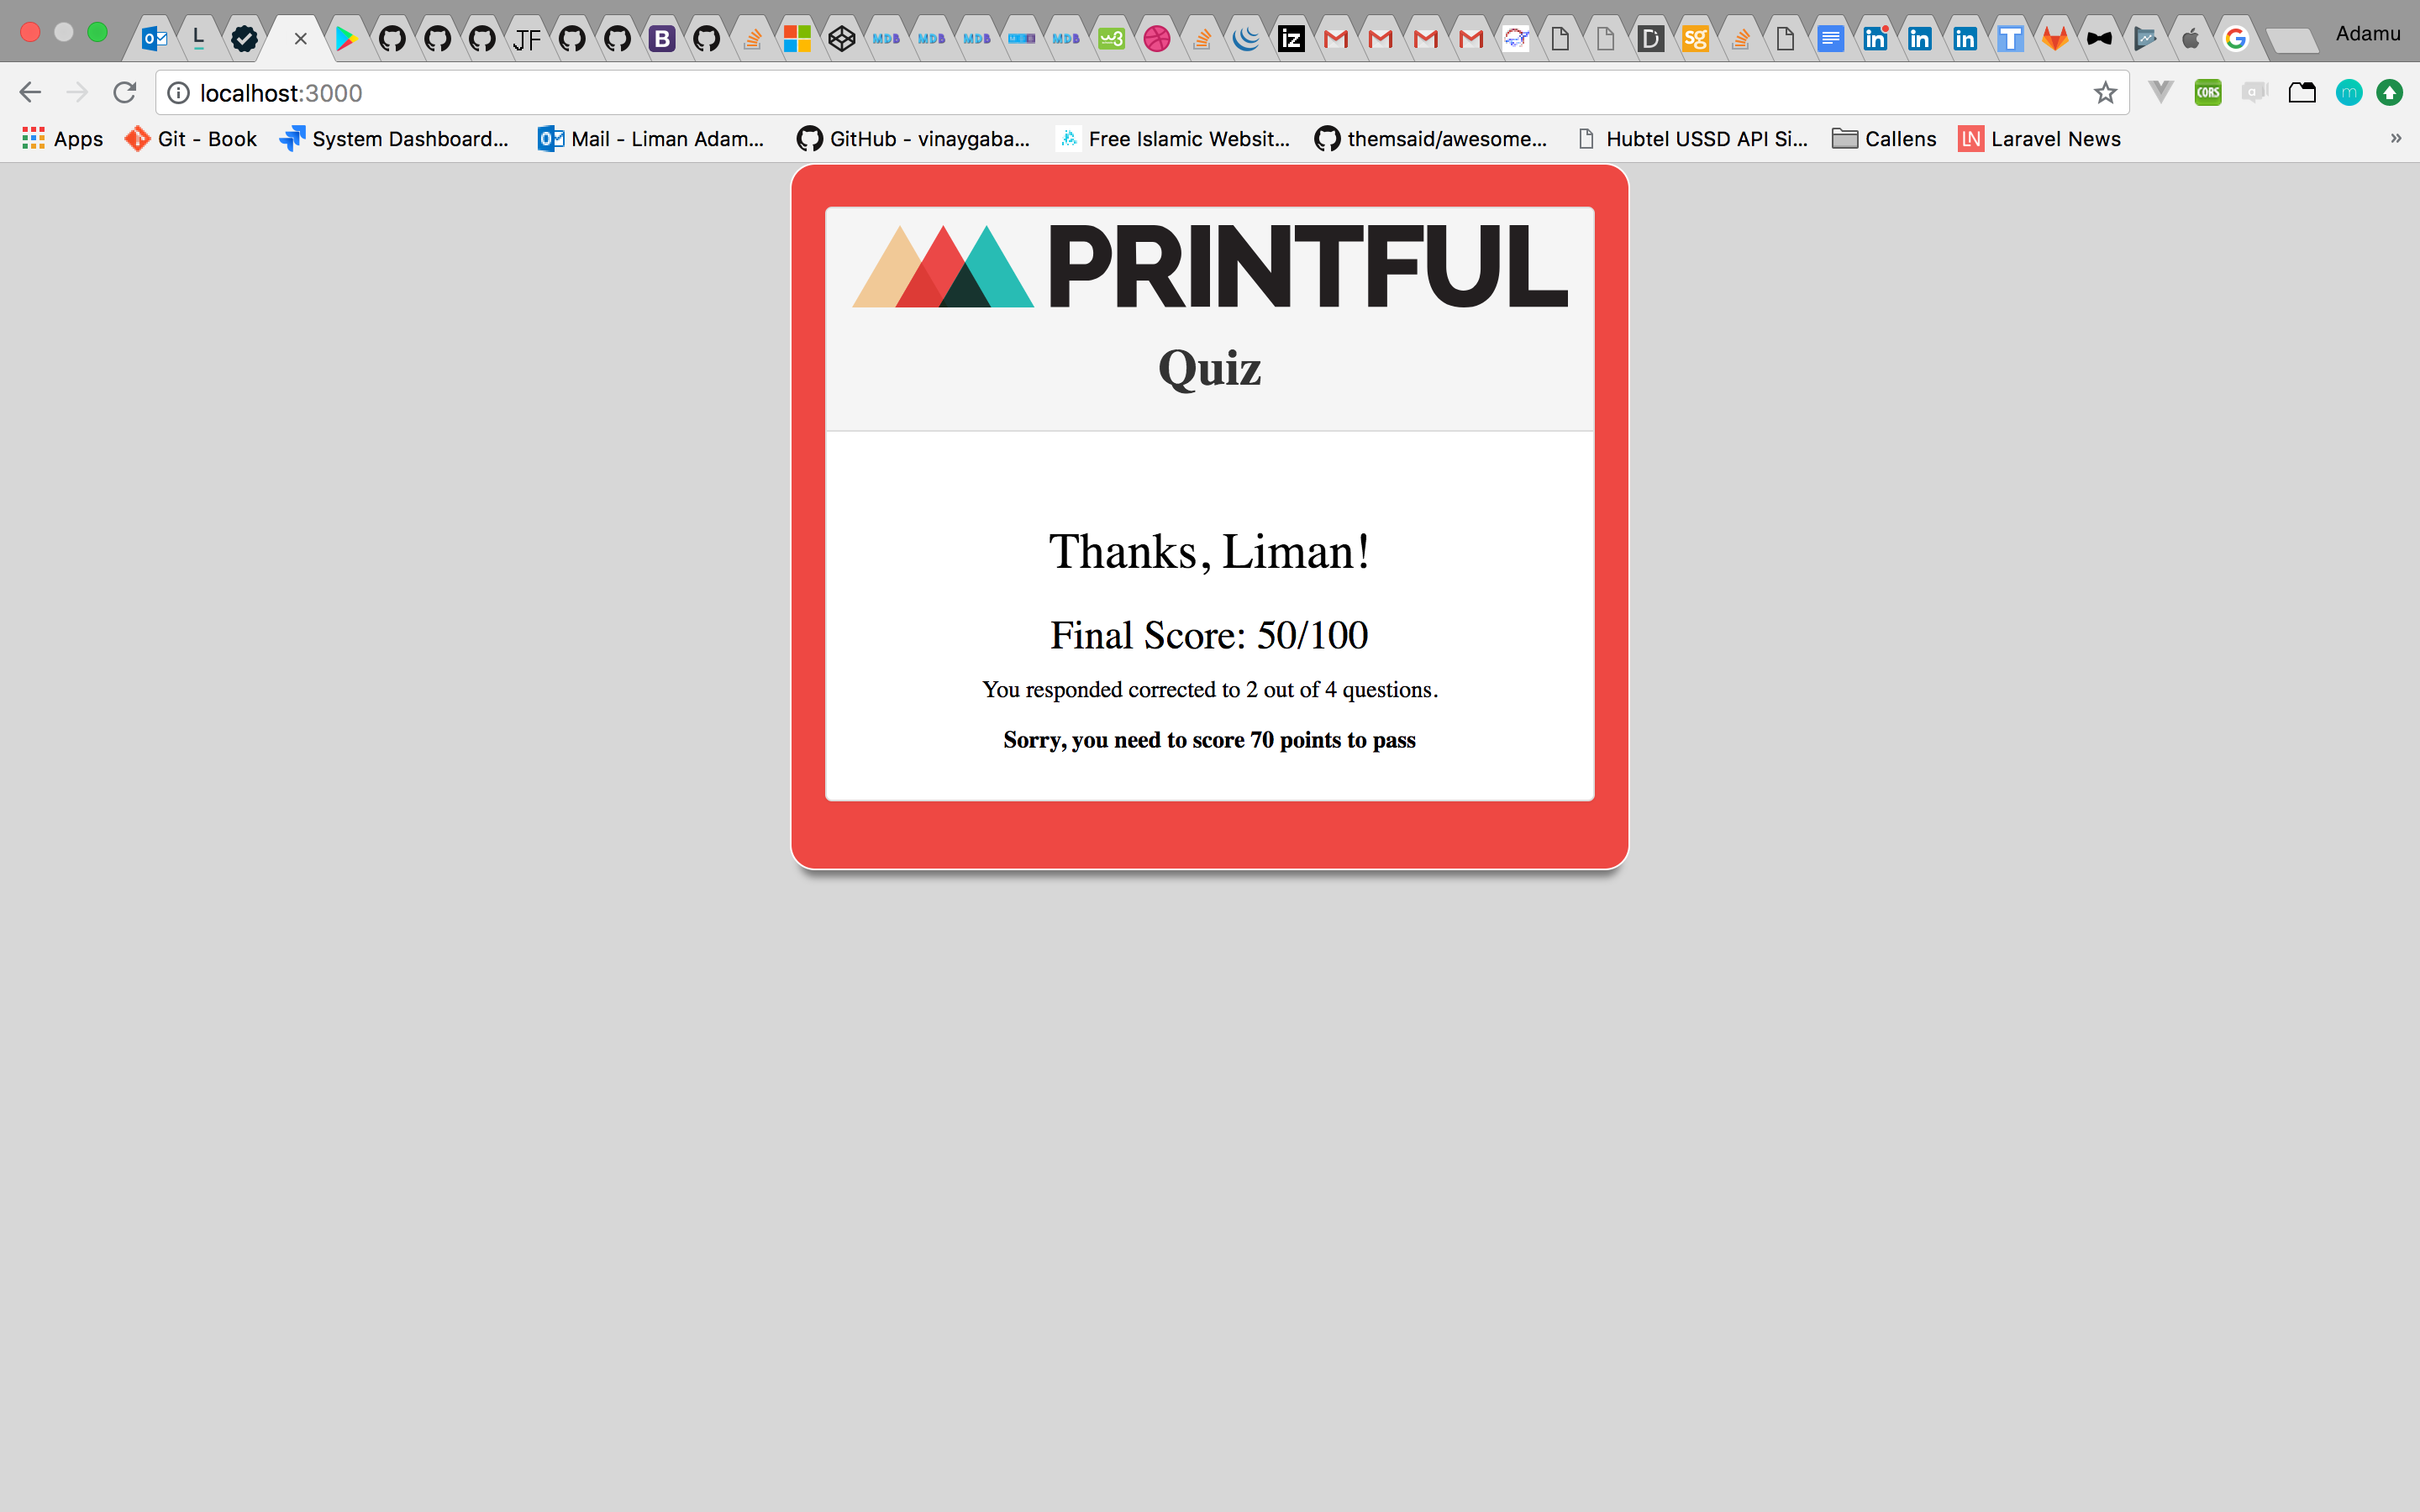 Adamu
localhost:3000
Apps Git - Book System Dashboard... Mail - Liman Adam... GitHub - vinaygaba... Free Islamic Websit... themsaid/awesome... Hubtel USSD API Si... Callens LN Laravel News »
PRINTFUL
Quiz
Thanks, Liman!
Final Score: 50/100
You responded corrected to 2 out of 4 questions.
Sorry, you need to score 70 points to pass